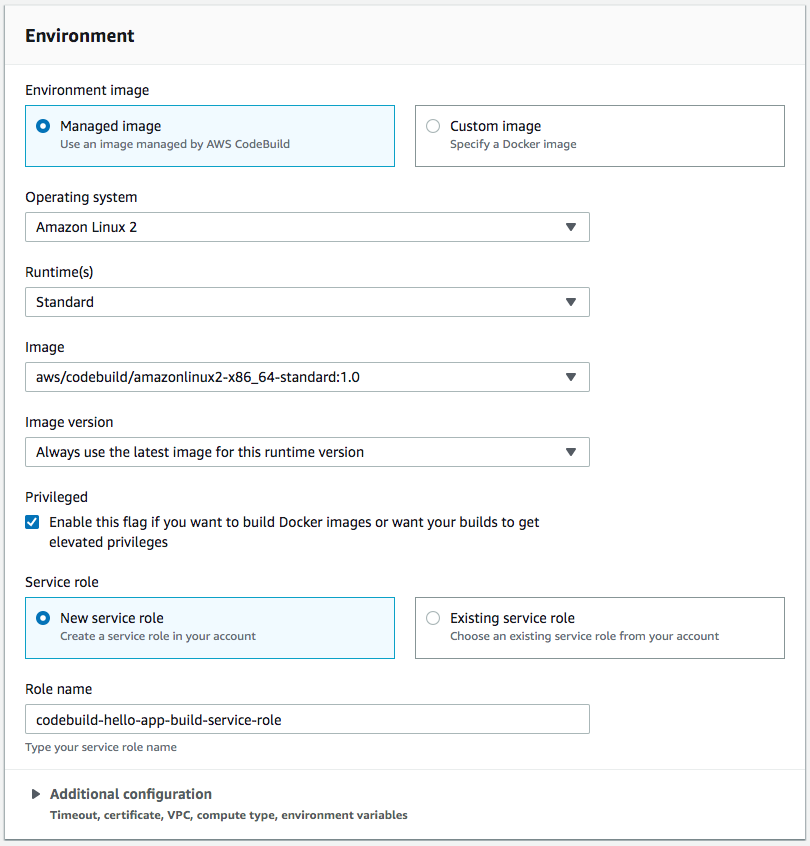 Environment
Environment image
Managed image
Use an image managed by AWS CodeBuild
Custom image
Specify a Docker image
Operating system
Amazon Linux 2
Runtime(s)
Standard
Image
aws/codebuild/amazonlinux2-x86_64-standard:1.0
Image version
Always use the latest image for this runtime version
Privileged
Enable this flag if you want to build Docker images or want your builds to get
elevated privileges
Service role
New service role
Create a service role in your account
Existing service role
Choose an existing service role from your account
Role name
codebuild-hello-app-build-service-role
Type your service role name
Additional configuration
Timeout, certificate, VPC, compute type, environment variables